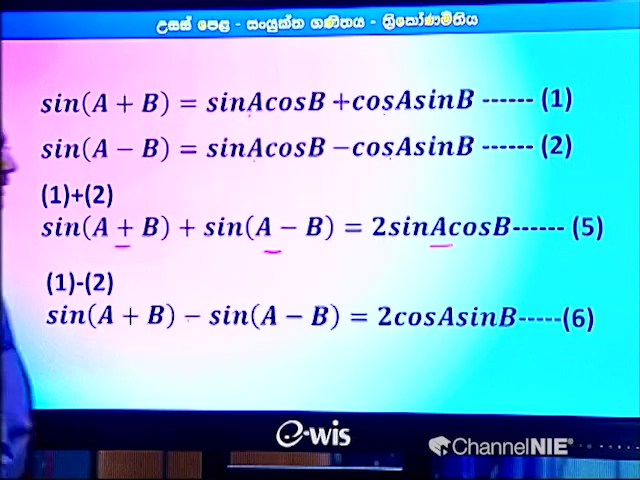 උසස් පෙළ - සංයුක්ත ගණිතය - ත්‍රිකෝණමිතිය
sin(A + B) = sinAcosB +cosAsinB ------ (1)
sin(A − B) = sinAcosB −cosAsinB ------ (2)
(1)+(2)
sin(A + B) + sin(A − B) = 2sinAcosB------ (5)
(1)-(2)
sin(A + B) − sin(A − B) = 2cosAsinB-----(6)
e-wis
ChannelNIE